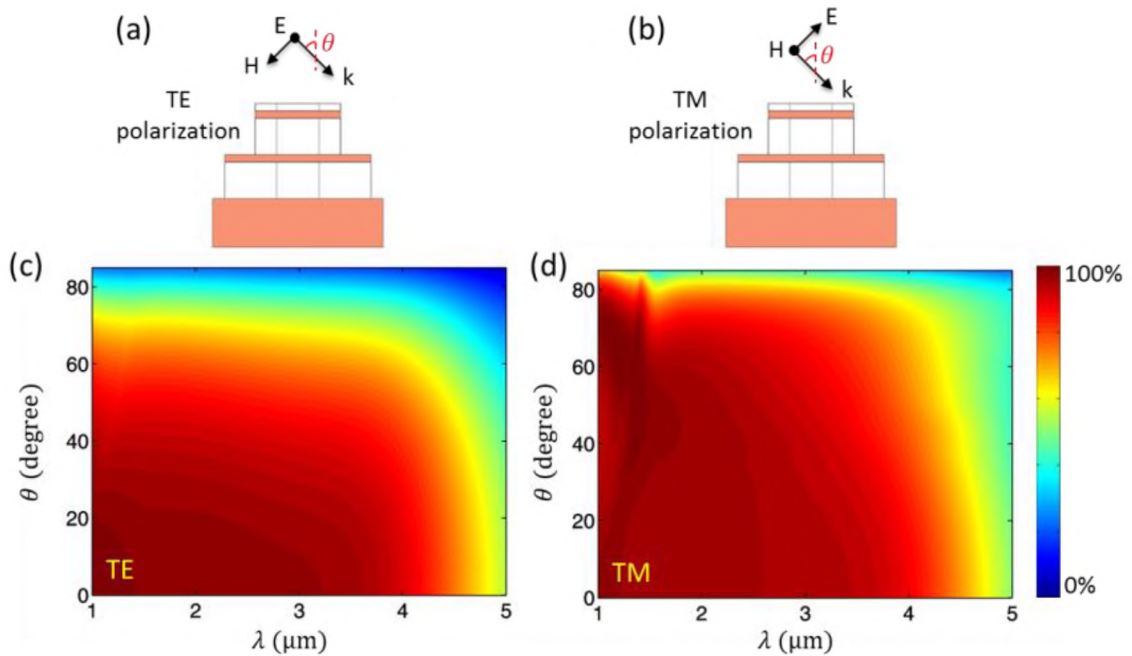 (a)
E
θ
H
k
TE
polarization
(b)
E
H
θ
k
TM
polarization
(c)
80
60
40
20
0
θ (degree)
TE
1 2 3 4 5
λ (μm)
(d)
80
60
40
20
0
θ (degree)
TM
1 2 3 4 5
λ (μm)
100%
0%